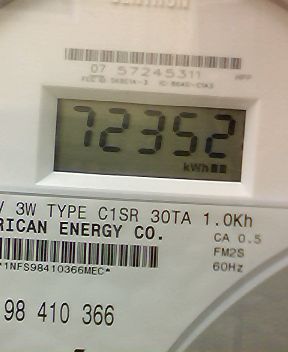 CENTRON
07 57245311
72352
kWh
V 3W TYPE C1SR 30TA 1.0Kh
RICAN ENERGY CO.
CA 0.5
FM2S
*1NFS98410366MEC*
60Hz
98 410 366